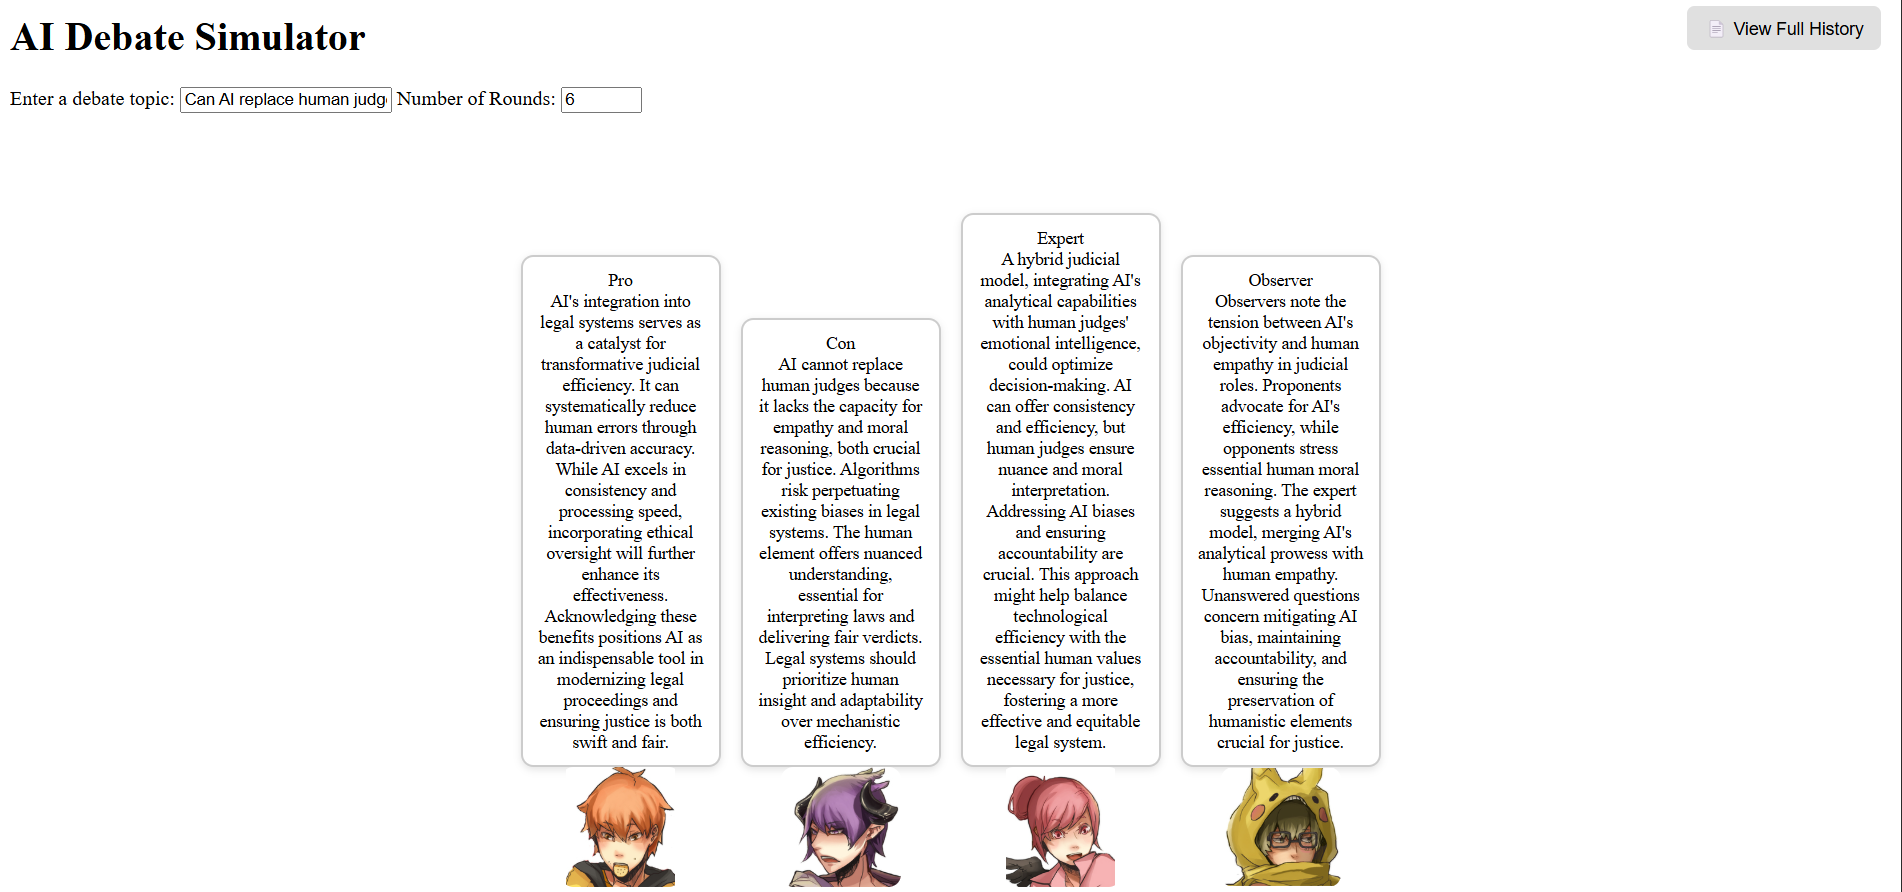 AI Debate Simulator
View Full History
Enter a debate topic: Can AI replace human judg Number of Rounds: 6
Pro
AI's integration into
legal systems serves as
a catalyst for
transformative judicial
efficiency. It can
systematically reduce
human errors through
data-driven accuracy.
While AI excels in
consistency and
processing speed,
incorporating ethical
oversight will further
enhance its
effectiveness.
Acknowledging these
benefits positions AI as
an indispensable tool in
modernizing legal
proceedings and
ensuring justice is both
swift and fair.
Con
AI cannot replace
human judges because
it lacks the capacity for
empathy and moral
reasoning, both crucial
for justice. Algorithms
risk perpetuating
existing biases in legal
systems. The human
element offers nuanced
understanding,
essential for
interpreting laws and
delivering fair verdicts.
Legal systems should
prioritize human
insight and adaptability
over mechanistic
efficiency.
Expert
A hybrid judicial
model, integrating AI's
analytical capabilities
with human judges'
emotional intelligence,
could optimize
decision-making. AI
can offer consistency
and efficiency, but
human judges ensure
nuance and moral
interpretation.
Addressing AI biases
and ensuring
accountability are
crucial. This approach
might help balance
technological
efficiency with the
essential human values
necessary for justice,
fostering a more
effective and equitable
legal system.
Observer
Observers note the
tension between AI's
objectivity and human
empathy in judicial
roles. Proponents
advocate for AI's
efficiency, while
opponents stress
essential human moral
reasoning. The expert
suggests a hybrid
model, merging AI's
analytical prowess with
human empathy.
Unanswered questions
concern mitigating AI
bias, maintaining
accountability, and
ensuring the
preservation of
humanistic elements
crucial for justice.